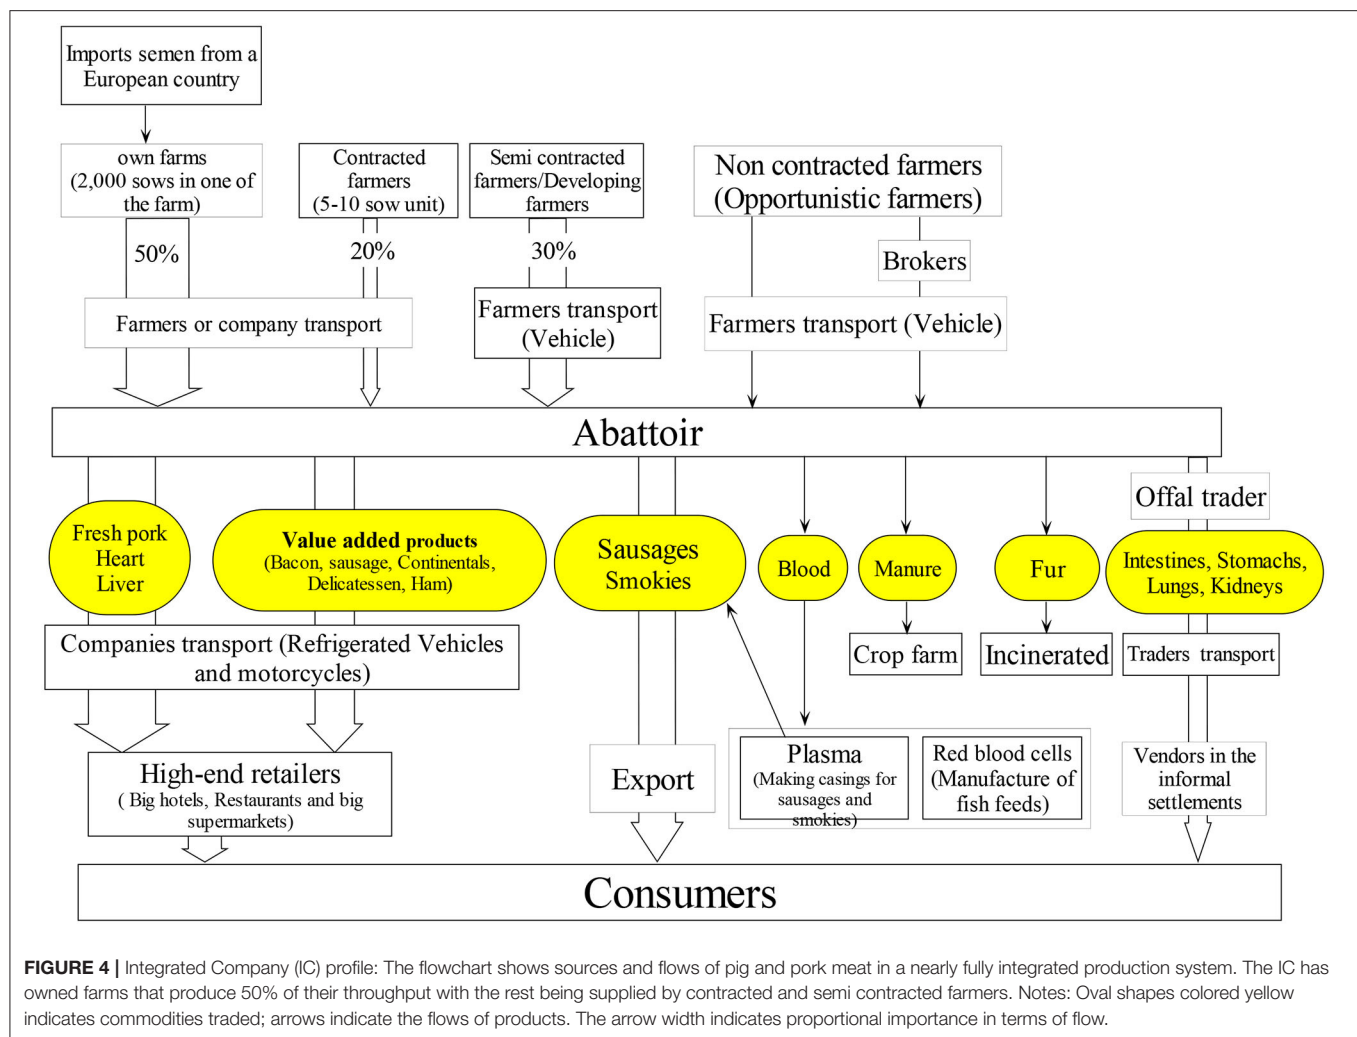 Imports semen from a
European country
own farms
(2,000 sows in one of
the farm)
Contracted
farmers
(5-10 sow unit)
Semi contracted
farmers/Developing
farmers
Non contracted farmers
(Opportunistic farmers)
50%
20%
30%
Brokers
Farmers or company transport
Farmers transport
(Vehicle)
Farmers transport (Vehicle)
Abattoir
Offal trader
Fresh pork
Heart
Liver
Value added products
(Bacon, sausage, Continentals,
Delicatessen, Ham)
Sausages
Smokies
Blood
Manure
Fur
Intestines, Stomachs,
Lungs, Kidneys
Companies transport (Refrigerated Vehicles
and motorcycles)
Crop farm
Incinerated
Traders transport
High-end retailers
( Big hotels, Restaurants and big
supermarkets)
Export
Plasma
(Making casings for
sausages and
smokies)
Red blood cells
(Manufacture of
fish feeds)
Vendors in the
informal
settlements
Consumers
FIGURE 4 | Integrated Company (IC) profile: The flowchart shows sources and flows of pig and pork meat in a nearly fully integrated production system. The IC has
owned farms that produce 50% of their throughput with the rest being supplied by contracted and semi contracted farmers. Notes: Oval shapes colored yellow
indicates commodities traded; arrows indicate the flows of products. The arrow width indicates proportional importance in terms of flow.